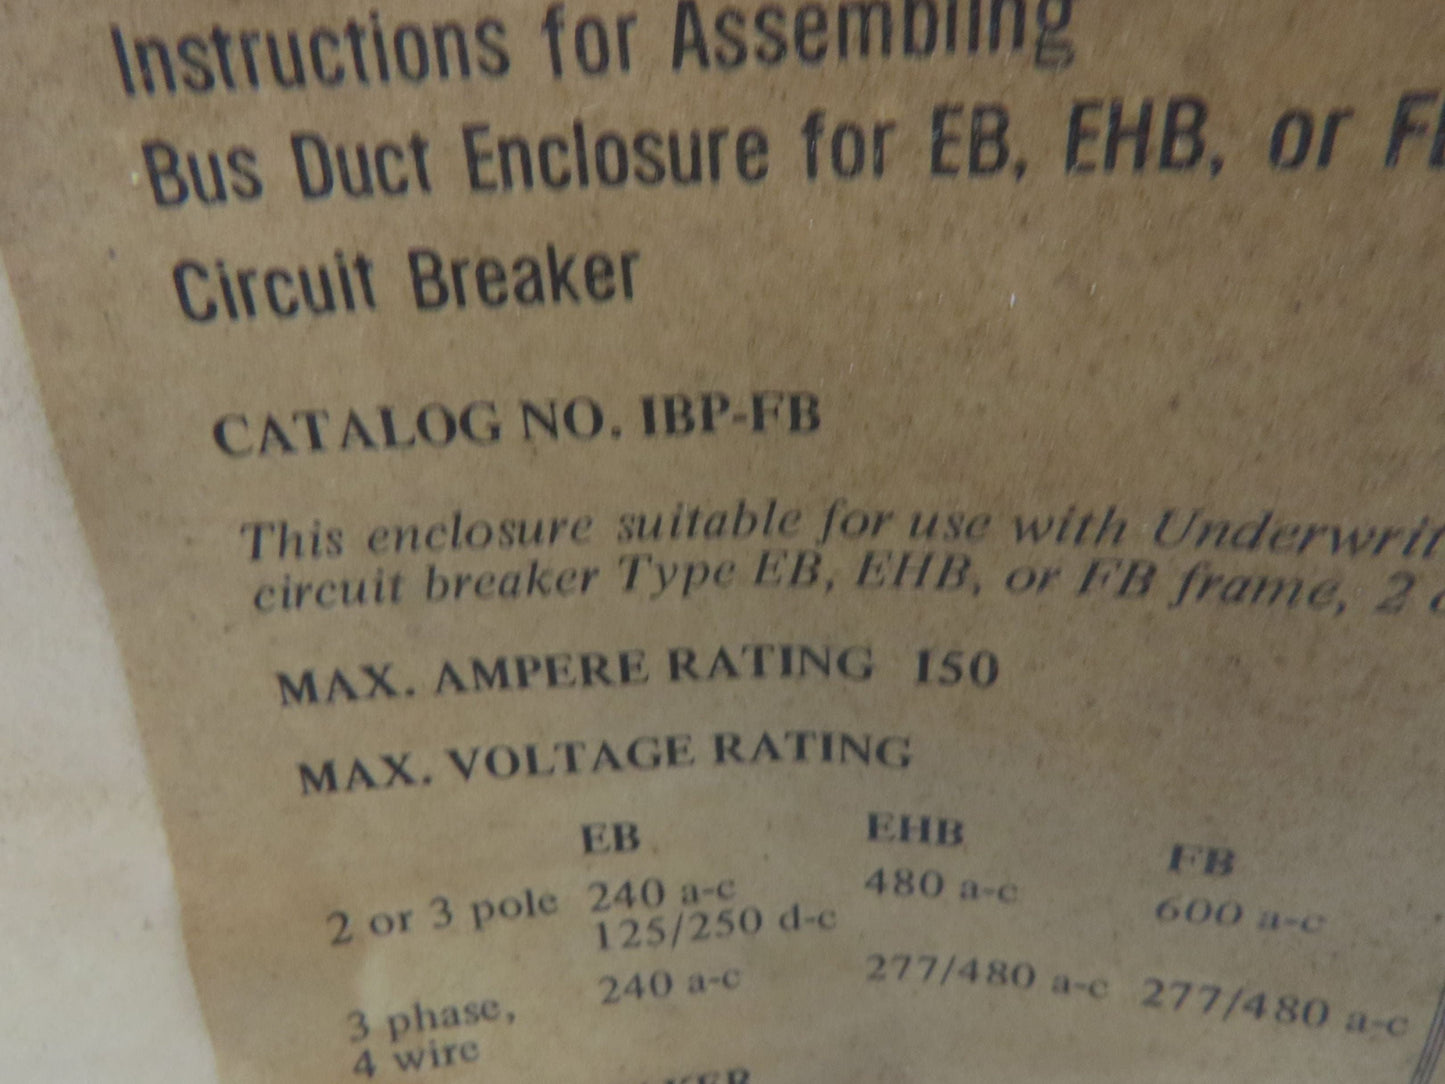 Instructions for Assembling
Bus Duct Enclosure for EB, EHB, or
Circuit Breaker
CATALOG NO. IBP-FB
This enclosure suitable for use with
circuit breaker Type EB, EHB, or FB frame, 2
MAX. AMPERE RATING 150
MAX. VOLTAGE RATING
EB EHB FB
2 or 3 pole 240 a-c 480 a-c 600 a-c
125/250 d-c
3 phase, 240 a-c 277/480 a-c 277/480 a-c
4 wire